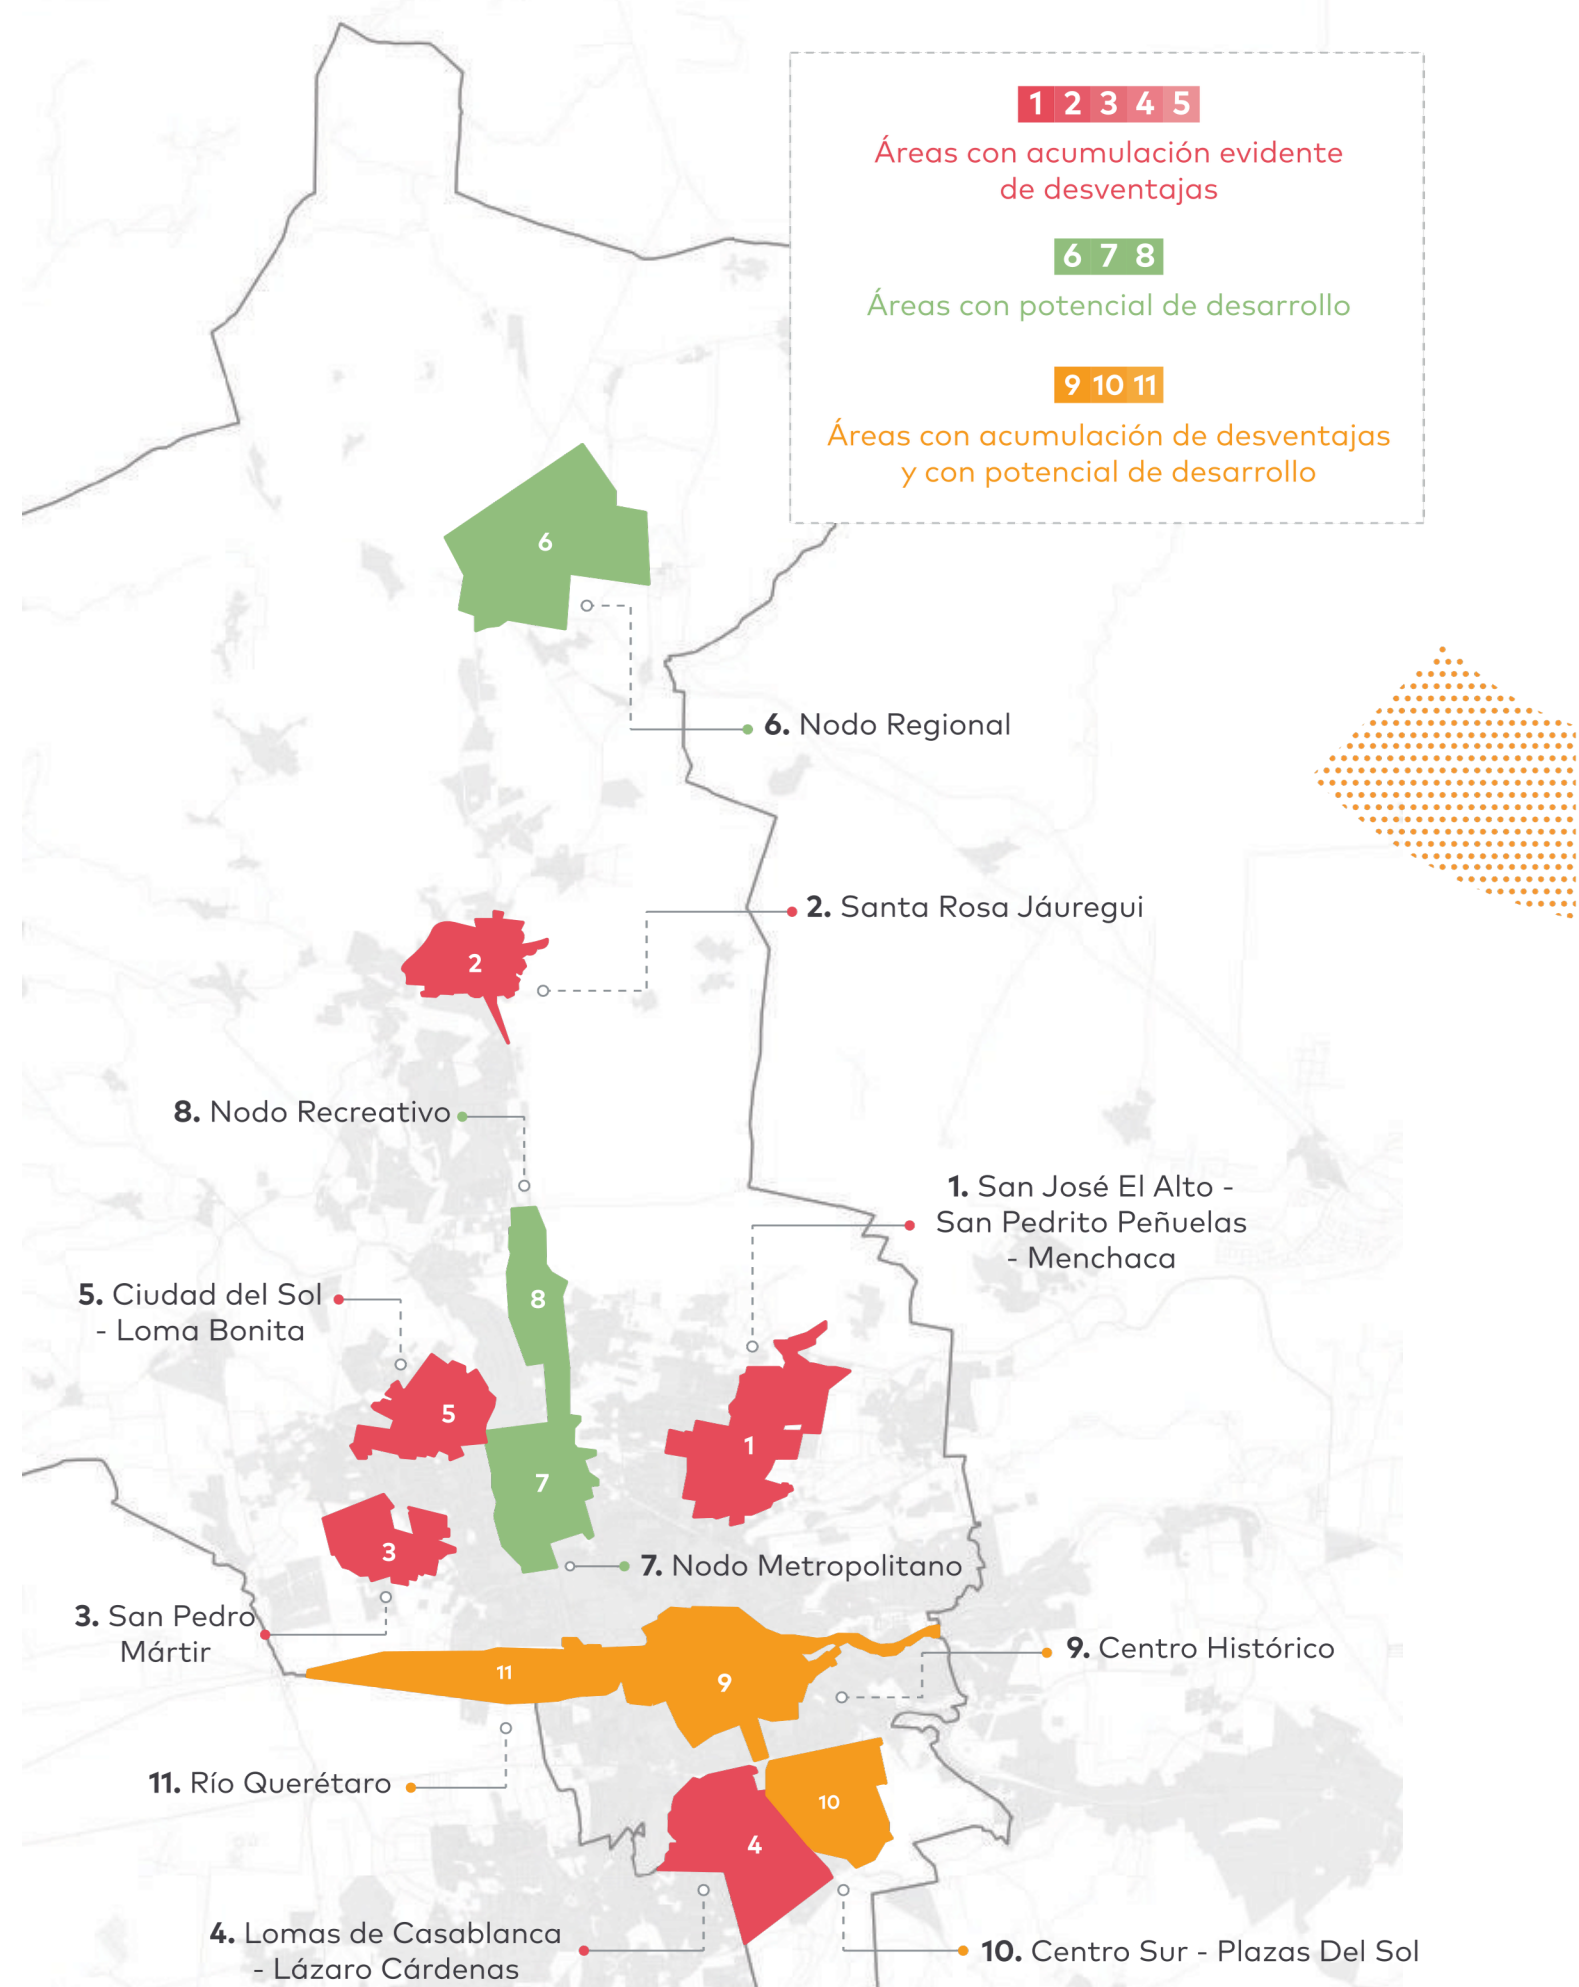 1 2 3 4 5
Áreas con acumulación evidente
de desventajas
6 7 8
Áreas con potencial de desarrollo
9 10 11
Áreas con acumulación de desventajas
y con potencial de desarrollo
6
6. Nodo Regional
2. Santa Rosa Jáuregui
2
8. Nodo Recreativo
1. San José El Alto -
San Pedrito Peñuelas
- Menchaca
5. Ciudad del Sol
- Loma Bonita
8
5
1
7
3
7. Nodo Metropolitano
3. San Pedro
Mártir
9. Centro Histórico
11
9
11. Río Querétaro
10
4
4. Lomas de Casablanca
- Lázaro Cárdenas
10. Centro Sur - Plazas Del Sol